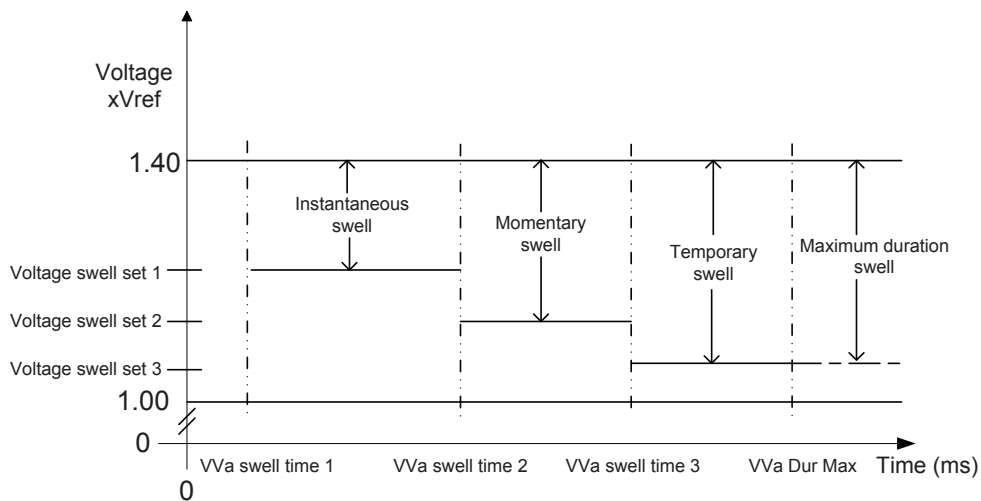 Voltage
xVref
1.40
Instantaneous
swell
Momentary
swell
Temporary
swell
Maximum duration
swell
Voltage swell set 1
Voltage swell set 2
Voltage swell set 3
1.00
0
VVa swell time 1
VVa swell time 2
VVa swell time 3
VVa Dur Max
Time (ms)
0